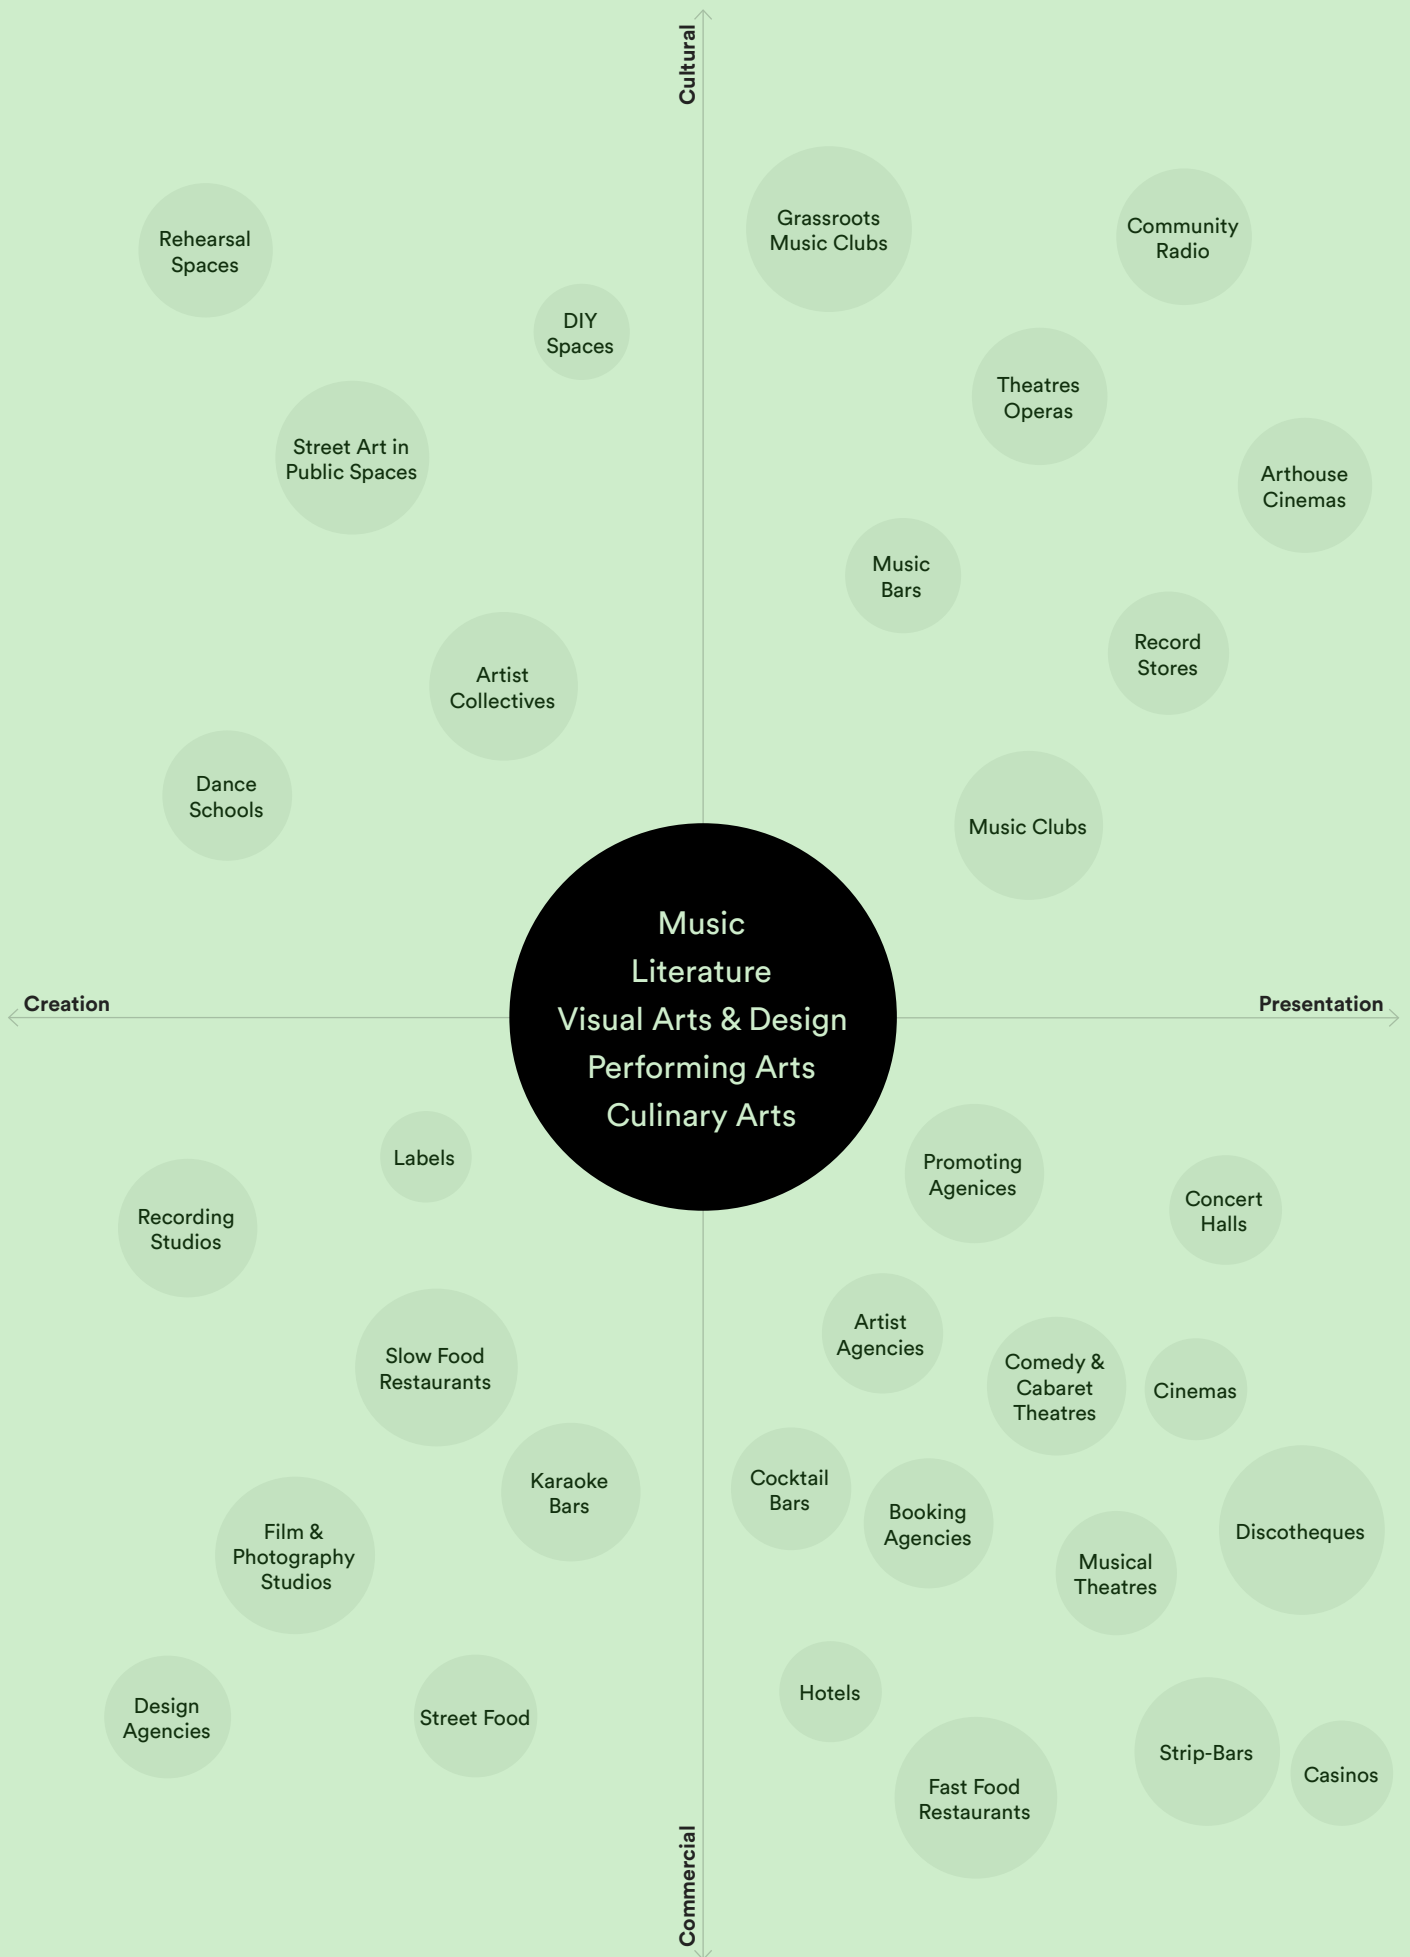 Cultural
Grassroots
Music Clubs
Community
Radio
Rehearsal
Spaces
DIY
Spaces
Theatres
Operas
Street Art in
Public Spaces
Arthouse
Cinemas
Music
Bars
Record
Stores
Artist
Collectives
Dance
Schools
Music Clubs
Music
Literature
Visual Arts & Design
Performing Arts
Culinary Arts
Creation
Presentation
Labels
Recording
Studios
Promoting
Agenices
Concert
Halls
Slow Food
Restaurants
Artist
Agencies
Comedy &
Cabaret
Theatres
Cinemas
Karaoke
Bars
Cocktail
Bars
Booking
Agencies
Discotheques
Film &
Photography
Studios
Musical
Theatres
Design
Agencies
Street Food
Hotels
Strip-Bars
Casinos
Fast Food
Restaurants
Commercial